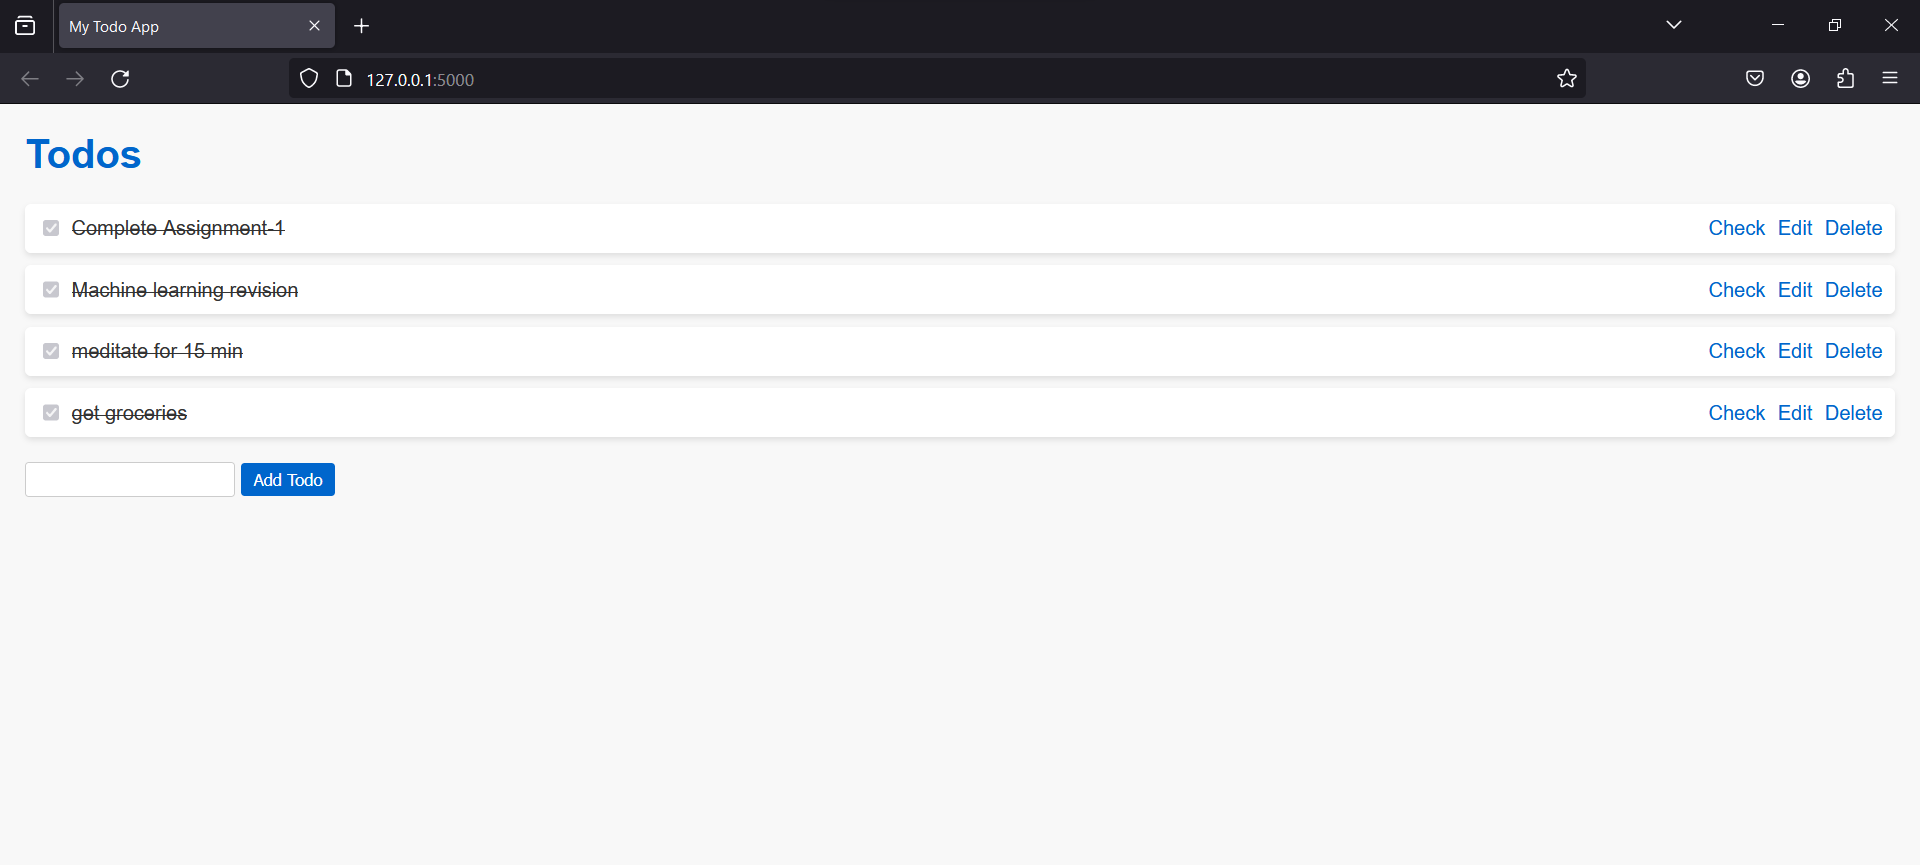 My Todo App
127.0.0.1:5000
Todos
Complete Assignment-1 Check Edit Delete
Machine learning revision Check Edit Delete
meditate for 15 min Check Edit Delete
get groceries Check Edit Delete
Add Todo